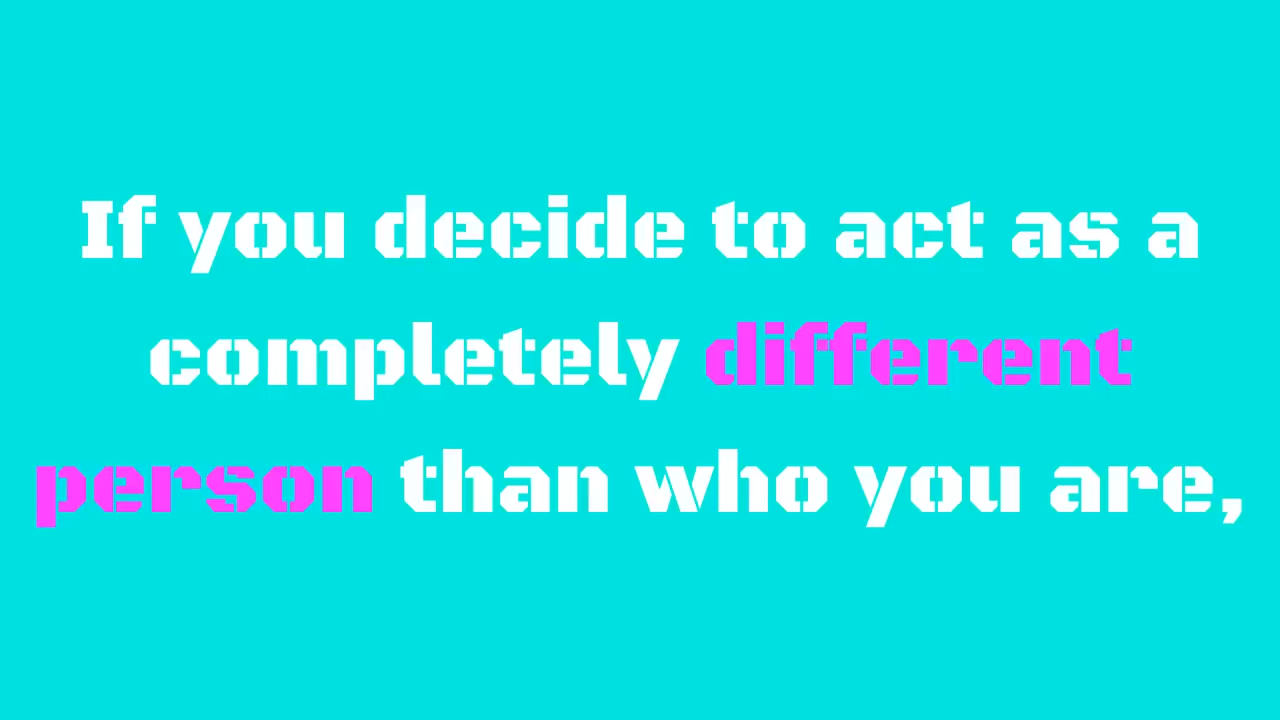 If you decide to act as a
completely different
person than who you are,